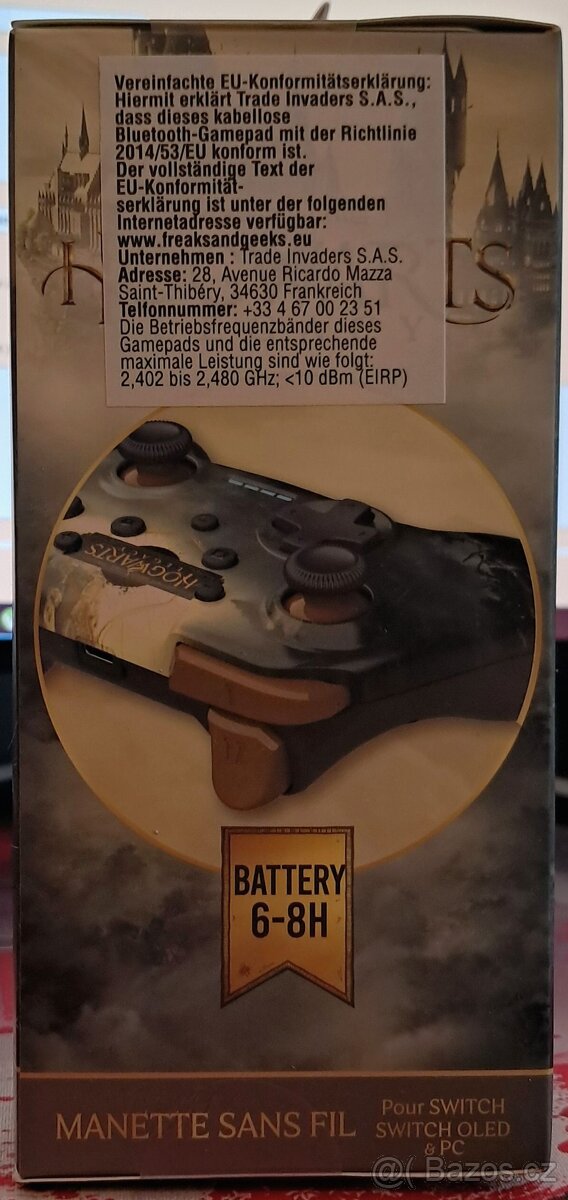 Vereinfachte EU-Konformitätserklärung:
Hiermit erklärt Trade Invaders S.A.S.,
dass dieses kabellose
Bluetooth-Gamepad mit der Richtlinie
2014/53/EU konform ist.
Der vollständige Text der
EU-Konformität-
serklärung ist unter der folgenden
Internetadresse verfügbar:
www.freaksandgeeks.eu
Unternehmen : Trade Invaders S.A.S.
Adresse: 28, Avenue Ricardo Mazza
Saint-Thibéry, 34630 Frankreich
Telfonnummer: +33 4 67 00 23 51
Die Betriebsfrequenzbänder dieses
Gamepads und die entsprechende
maximale Leistung sind wie folgt:
2,402 bis 2,480 GHz; <10 dBm (EIRP)
HOGWARTS
LEGACY
BATTERY
6-8H
MANETTE SANS FIL
Pour SWITCH
SWITCH OLED
& PC
@( Bazos.cz